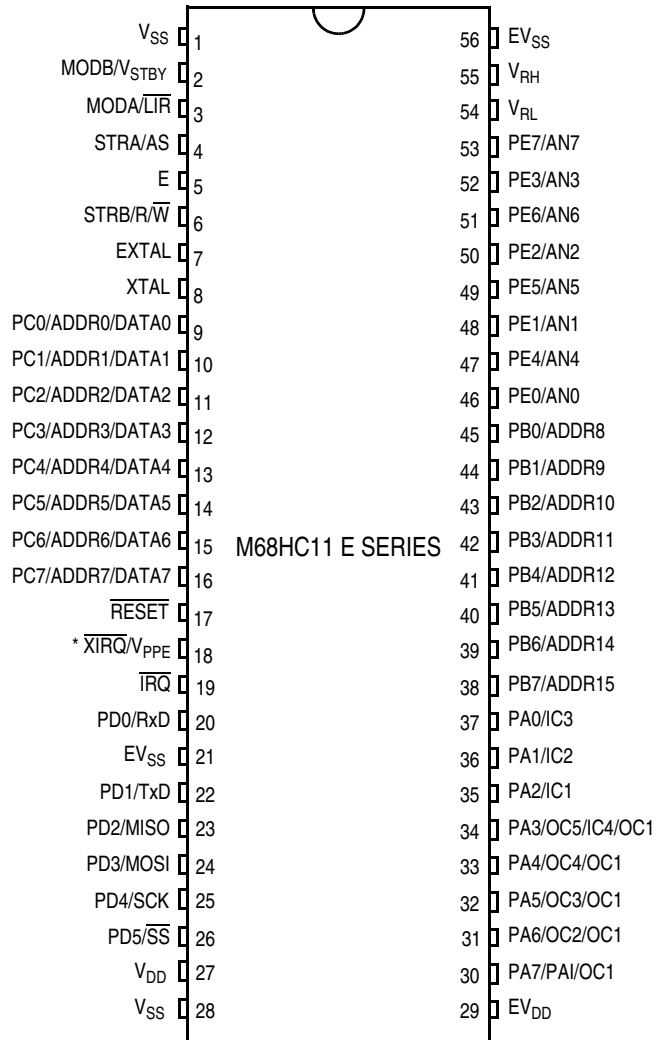 V_SS 1 56 EV_SS
MODB/V_STBY 2 55 V_RH
MODA/L̅I̅R̅ 3 54 V_RL
STRA/AS 4 53 PE7/AN7
E 5 52 PE3/AN3
STRB/R/W̅ 6 51 PE6/AN6
EXTAL 7 50 PE2/AN2
XTAL 8 49 PE5/AN5
PC0/ADDR0/DATA0 9 48 PE1/AN1
PC1/ADDR1/DATA1 10 47 PE4/AN4
PC2/ADDR2/DATA2 11 46 PE0/AN0
PC3/ADDR3/DATA3 12 45 PB0/ADDR8
PC4/ADDR4/DATA4 13 44 PB1/ADDR9
PC5/ADDR5/DATA5 14 43 PB2/ADDR10
PC6/ADDR6/DATA6 15 M68HC11 E SERIES 42 PB3/ADDR11
PC7/ADDR7/DATA7 16 41 PB4/ADDR12
R̅E̅S̅E̅T̅ 17 40 PB5/ADDR13
* X̅I̅R̅Q̅/V_PPE 18 39 PB6/ADDR14
I̅R̅Q̅ 19 38 PB7/ADDR15
PD0/RxD 20 37 PA0/IC3
EV_SS 21 36 PA1/IC2
PD1/TxD 22 35 PA2/IC1
PD2/MISO 23 34 PA3/OC5/IC4/OC1
PD3/MOSI 24 33 PA4/OC4/OC1
PD4/SCK 25 32 PA5/OC3/OC1
PD5/S̅S̅ 26 31 PA6/OC2/OC1
V_DD 27 30 PA7/PAI/OC1
V_SS 28 29 EV_DD